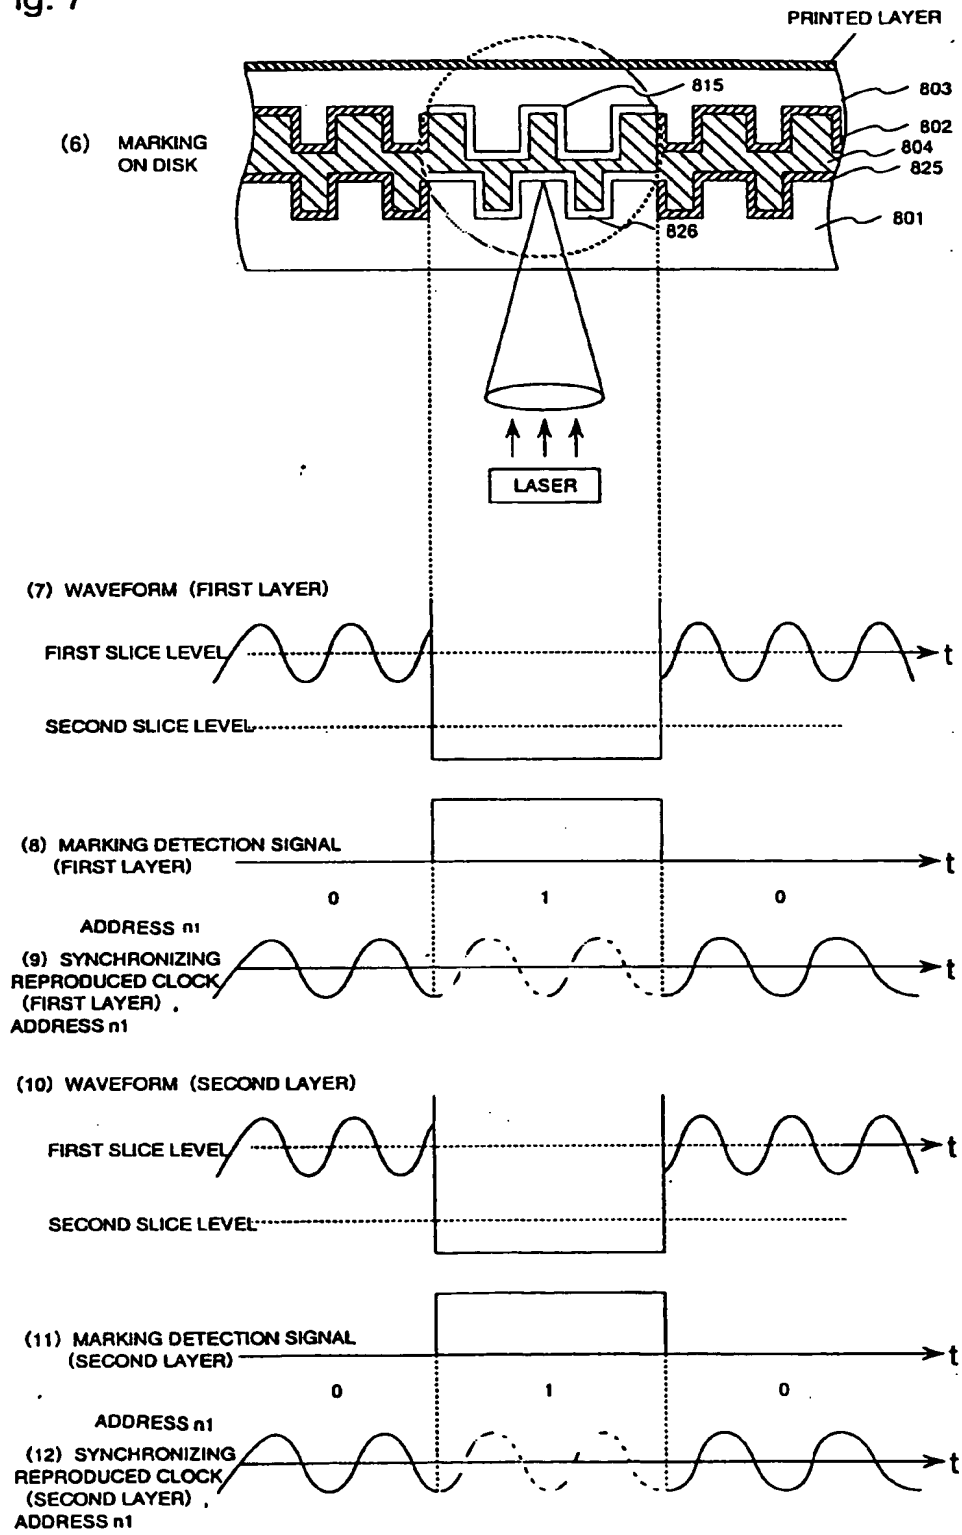 Fig. 7
PRINTED LAYER
815
803
(6) MARKING
ON DISK
802
804
825
826
801
LASER
(7) WAVEFORM (FIRST LAYER)
FIRST SLICE LEVEL
t
SECOND SLICE LEVEL
(8) MARKING DETECTION SIGNAL
(FIRST LAYER)
t
0 1 0
ADDRESS n1
(9) SYNCHRONIZING
REPRODUCED CLOCK
(FIRST LAYER),
ADDRESS n1
t
(10) WAVEFORM (SECOND LAYER)
FIRST SLICE LEVEL
t
SECOND SLICE LEVEL
(11) MARKING DETECTION SIGNAL
(SECOND LAYER)
t
0 1 0
ADDRESS n1
(12) SYNCHRONIZING
REPRODUCED CLOCK
(SECOND LAYER),
ADDRESS n1
t